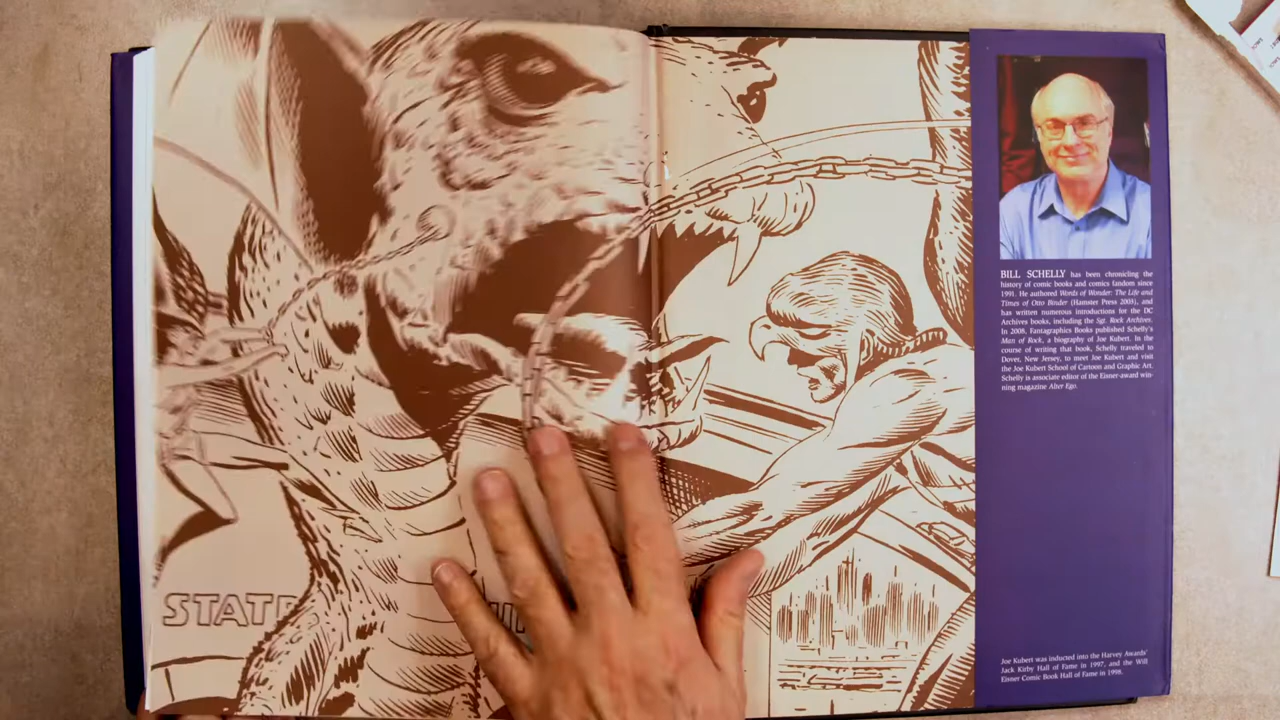 STAT
BILL SCHELLY has been chronicling the
history of comic books and comics fandom since
1991. He authored Words of Wonder: The Life and
Times of Otto Binder (Hamster Press 2003), and
has written numerous introductions for the DC
Archives books, including the Sgt. Rock Archives.
In 2008, Fantagraphics Books published Schelly's
Man of Rock, a biography of Joe Kubert. In the
course of writing that book, Schelly traveled to
Dover, New Jersey, to meet Joe Kubert and visit
the Joe Kubert School of Cartoon and Graphic Art.
Schelly is associate editor of the Eisner-award win-
ning magazine Alter Ego.
Joe Kubert was inducted into the Harvey Awards'
Jack Kirby Hall of Fame in 1997, and the Will
Eisner Comic Book Hall of Fame in 1998.